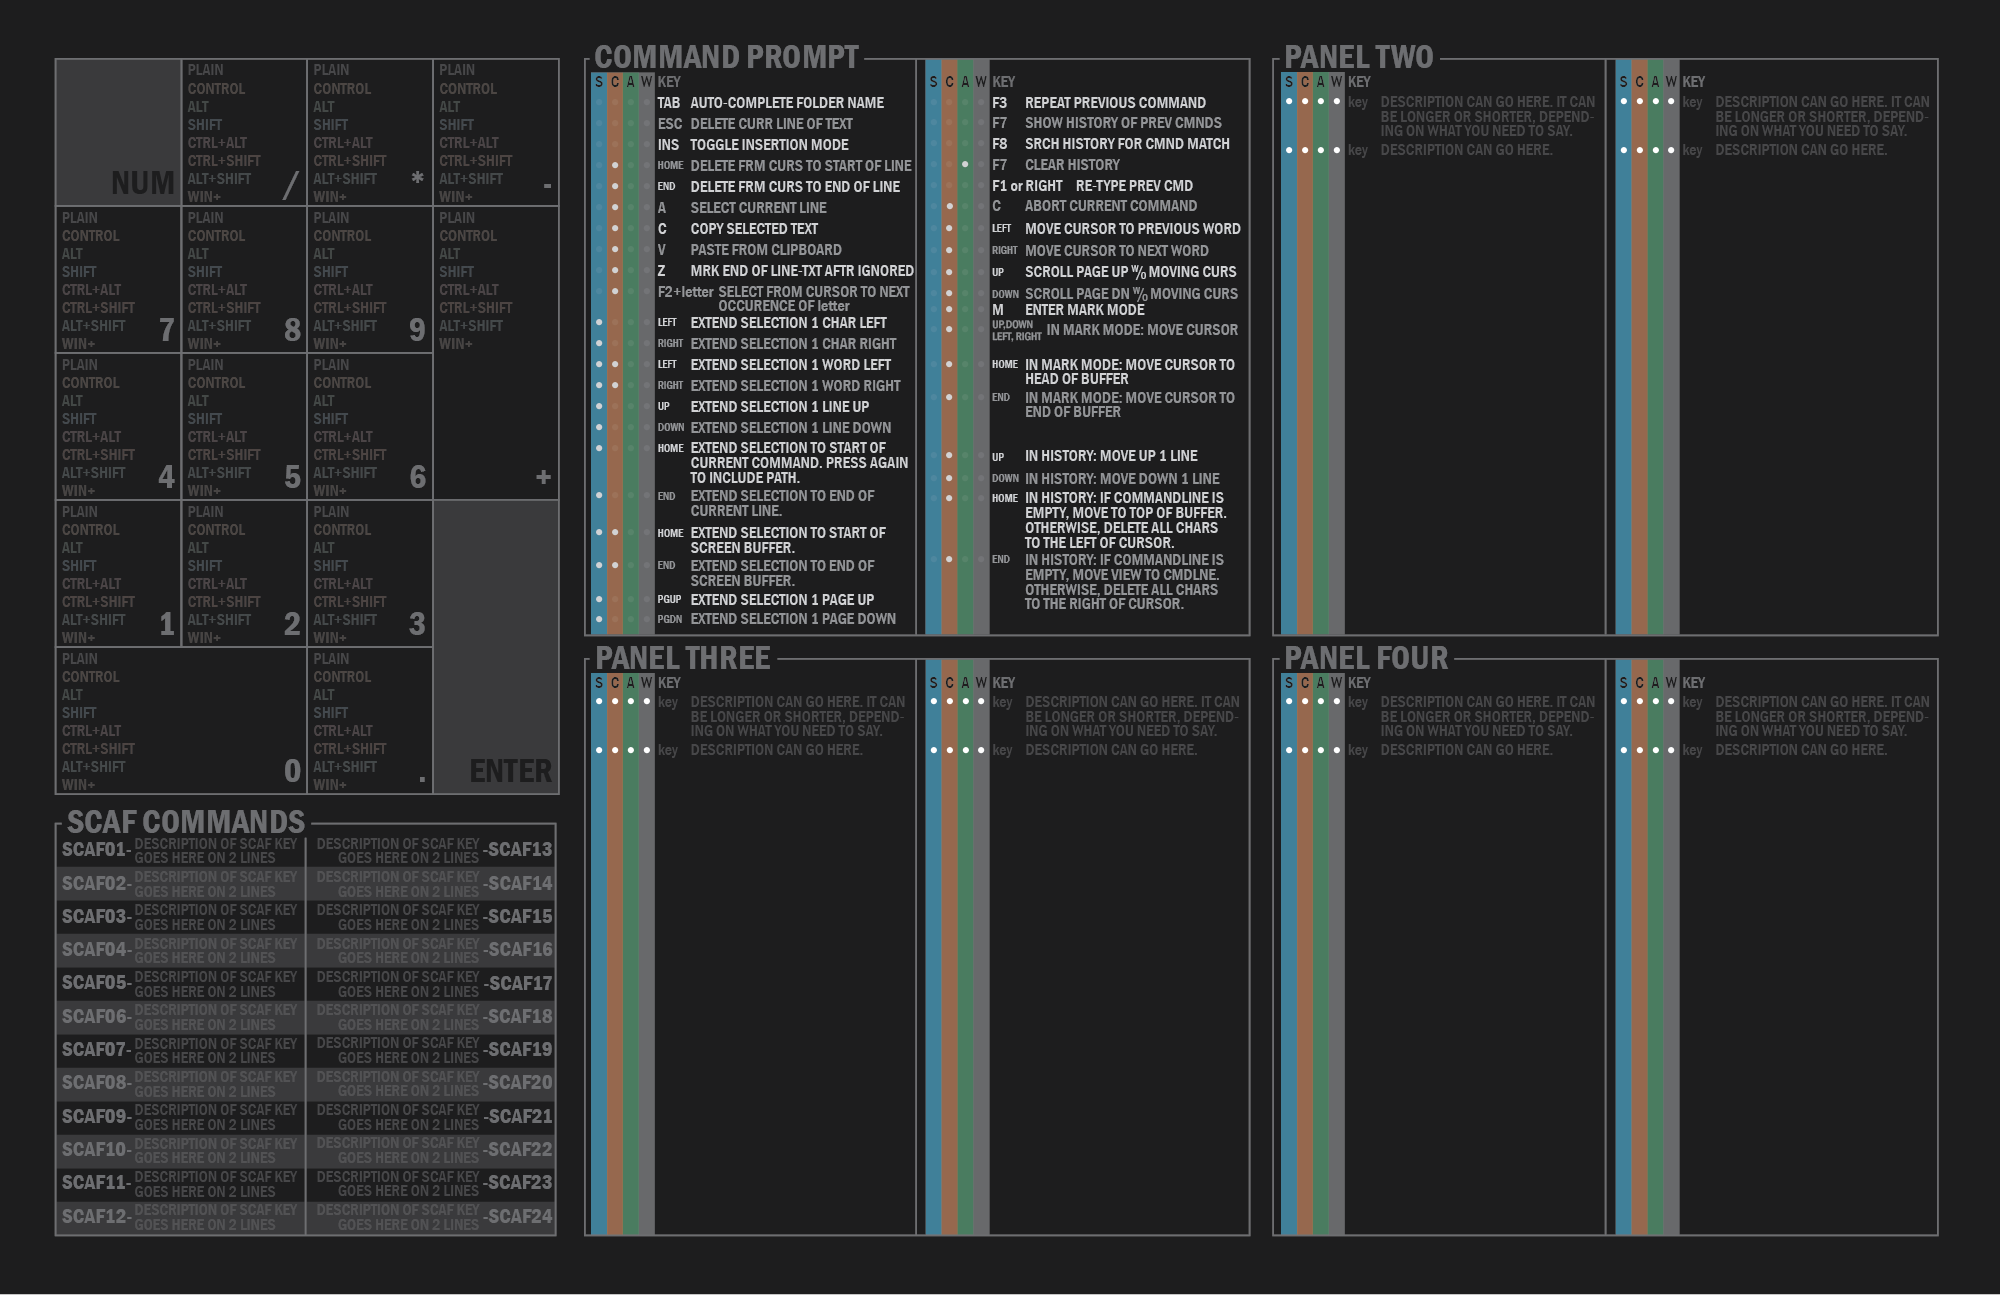 NUM
PLAIN
CONTROL
ALT
SHIFT
CTRL+ALT
CTRL+SHIFT
ALT+SHIFT
WIN+
/
PLAIN
CONTROL
ALT
SHIFT
CTRL+ALT
CTRL+SHIFT
ALT+SHIFT
WIN+
*
PLAIN
CONTROL
ALT
SHIFT
CTRL+ALT
CTRL+SHIFT
ALT+SHIFT
WIN+
-
PLAIN
CONTROL
ALT
SHIFT
CTRL+ALT
CTRL+SHIFT
ALT+SHIFT
WIN+
7
PLAIN
CONTROL
ALT
SHIFT
CTRL+ALT
CTRL+SHIFT
ALT+SHIFT
WIN+
8
PLAIN
CONTROL
ALT
SHIFT
CTRL+ALT
CTRL+SHIFT
ALT+SHIFT
WIN+
9
PLAIN
CONTROL
ALT
SHIFT
CTRL+ALT
CTRL+SHIFT
ALT+SHIFT
WIN+
+
PLAIN
CONTROL
ALT
SHIFT
CTRL+ALT
CTRL+SHIFT
ALT+SHIFT
WIN+
4
PLAIN
CONTROL
ALT
SHIFT
CTRL+ALT
CTRL+SHIFT
ALT+SHIFT
WIN+
5
PLAIN
CONTROL
ALT
SHIFT
CTRL+ALT
CTRL+SHIFT
ALT+SHIFT
WIN+
6
PLAIN
CONTROL
ALT
SHIFT
CTRL+ALT
CTRL+SHIFT
ALT+SHIFT
WIN+
1
PLAIN
CONTROL
ALT
SHIFT
CTRL+ALT
CTRL+SHIFT
ALT+SHIFT
WIN+
2
PLAIN
CONTROL
ALT
SHIFT
CTRL+ALT
CTRL+SHIFT
ALT+SHIFT
WIN+
3
PLAIN
CONTROL
ALT
SHIFT
CTRL+ALT
CTRL+SHIFT
ALT+SHIFT
WIN+
0
PLAIN
CONTROL
ALT
SHIFT
CTRL+ALT
CTRL+SHIFT
ALT+SHIFT
WIN+
.
ENTER
SCAF COMMANDS
SCAF01- DESCRIPTION OF SCAF KEY
GOES HERE ON 2 LINES
SCAF02- DESCRIPTION OF SCAF KEY
GOES HERE ON 2 LINES
SCAF03- DESCRIPTION OF SCAF KEY
GOES HERE ON 2 LINES
SCAF04- DESCRIPTION OF SCAF KEY
GOES HERE ON 2 LINES
SCAF05- DESCRIPTION OF SCAF KEY
GOES HERE ON 2 LINES
SCAF06- DESCRIPTION OF SCAF KEY
GOES HERE ON 2 LINES
SCAF07- DESCRIPTION OF SCAF KEY
GOES HERE ON 2 LINES
SCAF08- DESCRIPTION OF SCAF KEY
GOES HERE ON 2 LINES
SCAF09- DESCRIPTION OF SCAF KEY
GOES HERE ON 2 LINES
SCAF10- DESCRIPTION OF SCAF KEY
GOES HERE ON 2 LINES
SCAF11- DESCRIPTION OF SCAF KEY
GOES HERE ON 2 LINES
SCAF12- DESCRIPTION OF SCAF KEY
GOES HERE ON 2 LINES
DESCRIPTION OF SCAF KEY -SCAF13
GOES HERE ON 2 LINES
DESCRIPTION OF SCAF KEY -SCAF14
GOES HERE ON 2 LINES
DESCRIPTION OF SCAF KEY -SCAF15
GOES HERE ON 2 LINES
DESCRIPTION OF SCAF KEY -SCAF16
GOES HERE ON 2 LINES
DESCRIPTION OF SCAF KEY -SCAF17
GOES HERE ON 2 LINES
DESCRIPTION OF SCAF KEY -SCAF18
GOES HERE ON 2 LINES
DESCRIPTION OF SCAF KEY -SCAF19
GOES HERE ON 2 LINES
DESCRIPTION OF SCAF KEY -SCAF20
GOES HERE ON 2 LINES
DESCRIPTION OF SCAF KEY -SCAF21
GOES HERE ON 2 LINES
DESCRIPTION OF SCAF KEY -SCAF22
GOES HERE ON 2 LINES
DESCRIPTION OF SCAF KEY -SCAF23
GOES HERE ON 2 LINES
DESCRIPTION OF SCAF KEY -SCAF24
GOES HERE ON 2 LINES
COMMAND PROMPT
S C A W KEY
TAB AUTO-COMPLETE FOLDER NAME
ESC DELETE CURR LINE OF TEXT
INS TOGGLE INSERTION MODE
HOME DELETE FRM CURS TO START OF LINE
END DELETE FRM CURS TO END OF LINE
A SELECT CURRENT LINE
C COPY SELECTED TEXT
V PASTE FROM CLIPBOARD
Z MRK END OF LINE-TXT AFTR IGNORED
F2+letter SELECT FROM CURSOR TO NEXT
OCCURENCE OF letter
LEFT EXTEND SELECTION 1 CHAR LEFT
RIGHT EXTEND SELECTION 1 CHAR RIGHT
LEFT EXTEND SELECTION 1 WORD LEFT
RIGHT EXTEND SELECTION 1 WORD RIGHT
UP EXTEND SELECTION 1 LINE UP
DOWN EXTEND SELECTION 1 LINE DOWN
HOME EXTEND SELECTION TO START OF
CURRENT COMMAND. PRESS AGAIN
TO INCLUDE PATH.
END EXTEND SELECTION TO END OF
CURRENT LINE.
HOME EXTEND SELECTION TO START OF
SCREEN BUFFER.
END EXTEND SELECTION TO END OF
SCREEN BUFFER.
PGUP EXTEND SELECTION 1 PAGE UP
PGDN EXTEND SELECTION 1 PAGE DOWN
S C A W KEY
F3 REPEAT PREVIOUS COMMAND
F7 SHOW HISTORY OF PREV CMNDS
F8 SRCH HISTORY FOR CMND MATCH
F7 CLEAR HISTORY
F1 or RIGHT RE-TYPE PREV CMD
C ABORT CURRENT COMMAND
LEFT MOVE CURSOR TO PREVIOUS WORD
RIGHT MOVE CURSOR TO NEXT WORD
UP SCROLL PAGE UP W/O MOVING CURS
DOWN SCROLL PAGE DN W/O MOVING CURS
M ENTER MARK MODE
UP,DOWN
LEFT, RIGHT IN MARK MODE: MOVE CURSOR
HOME IN MARK MODE: MOVE CURSOR TO
HEAD OF BUFFER
END IN MARK MODE: MOVE CURSOR TO
END OF BUFFER
UP IN HISTORY: MOVE UP 1 LINE
DOWN IN HISTORY: MOVE DOWN 1 LINE
HOME IN HISTORY: IF COMMANDLINE IS
EMPTY, MOVE TO TOP OF BUFFER.
OTHERWISE, DELETE ALL CHARS
TO THE LEFT OF CURSOR.
END IN HISTORY: IF COMMANDLINE IS
EMPTY, MOVE VIEW TO CMDLNE.
OTHERWISE, DELETE ALL CHARS
TO THE RIGHT OF CURSOR.
PANEL TWO
S C A W KEY
key DESCRIPTION CAN GO HERE. IT CAN
BE LONGER OR SHORTER, DEPEND-
ING ON WHAT YOU NEED TO SAY.
key DESCRIPTION CAN GO HERE.
S C A W KEY
key DESCRIPTION CAN GO HERE. IT CAN
BE LONGER OR SHORTER, DEPEND-
ING ON WHAT YOU NEED TO SAY.
key DESCRIPTION CAN GO HERE.
PANEL THREE
S C A W KEY
key DESCRIPTION CAN GO HERE. IT CAN
BE LONGER OR SHORTER, DEPEND-
ING ON WHAT YOU NEED TO SAY.
key DESCRIPTION CAN GO HERE.
S C A W KEY
key DESCRIPTION CAN GO HERE. IT CAN
BE LONGER OR SHORTER, DEPEND-
ING ON WHAT YOU NEED TO SAY.
key DESCRIPTION CAN GO HERE.
PANEL FOUR
S C A W KEY
key DESCRIPTION CAN GO HERE. IT CAN
BE LONGER OR SHORTER, DEPEND-
ING ON WHAT YOU NEED TO SAY.
key DESCRIPTION CAN GO HERE.
S C A W KEY
key DESCRIPTION CAN GO HERE. IT CAN
BE LONGER OR SHORTER, DEPEND-
ING ON WHAT YOU NEED TO SAY.
key DESCRIPTION CAN GO HERE.